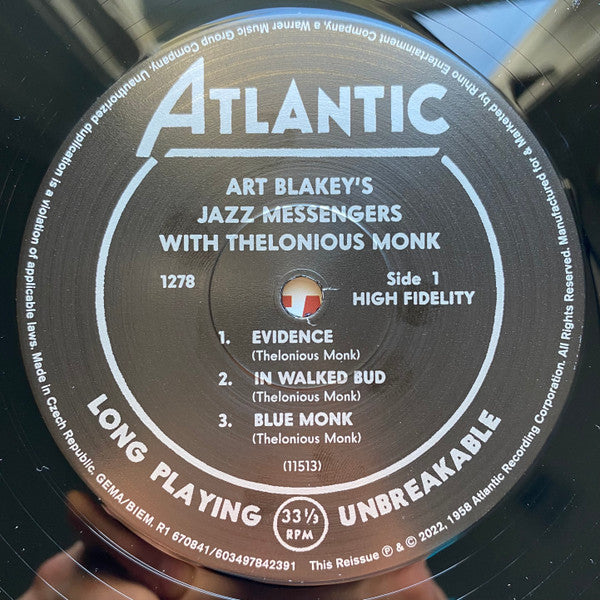 ATLANTIC
ART BLAKEY'S
JAZZ MESSENGERS
WITH THELONIOUS MONK
1278
Side 1
HIGH FIDELITY
1. EVIDENCE
(Thelonious Monk)
2. IN WALKED BUD
(Thelonious Monk)
3. BLUE MONK
(Thelonious Monk)
(11513)
LONG PLAYING 33 1/3 RPM UNBREAKABLE
This Reissue ℗ & © 2022, 1958 Atlantic Recording Corporation. All Rights Reserved. Manufactured for & Marketed by Rhino Entertainment Company, a Warner Music Group Company. Unauthorized duplication is a violation of applicable laws. Made in Czech Republic. GEMA/BIEM. R1 670841/603497842391